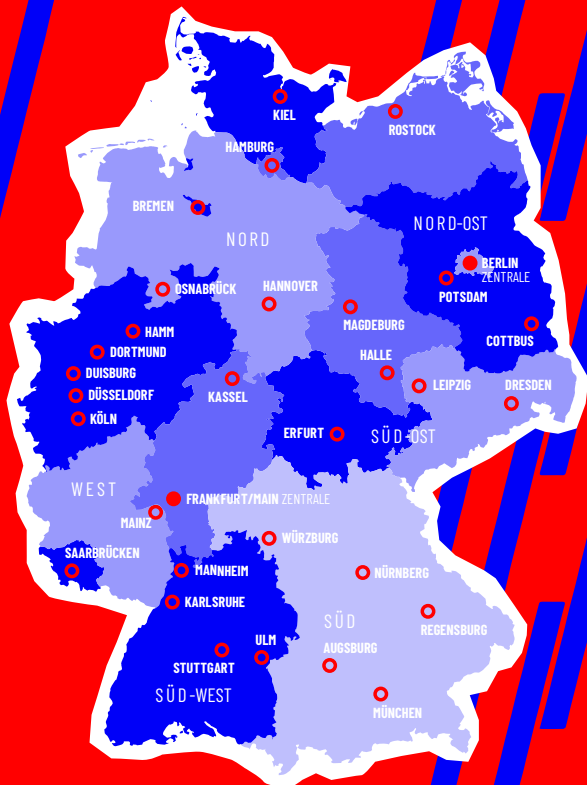 KIEL
ROSTOCK
HAMBURG
BREMEN
NORD-OST
NORD
BERLIN
ZENTRALE
OSNABRÜCK
HANNOVER
POTSDAM
MAGDEBURG
HAMM
COTTBUS
DORTMUND
HALLE
DUISBURG
LEIPZIG
DRESDEN
DÜSSELDORF
KASSEL
KÖLN
ERFURT
SÜD-OST
WEST
FRANKFURT/MAIN ZENTRALE
MAINZ
WÜRZBURG
SAARBRÜCKEN
MANNHEIM
NÜRNBERG
KARLSRUHE
SÜD
REGENSBURG
ULM
AUGSBURG
STUTTGART
SÜD-WEST
MÜNCHEN